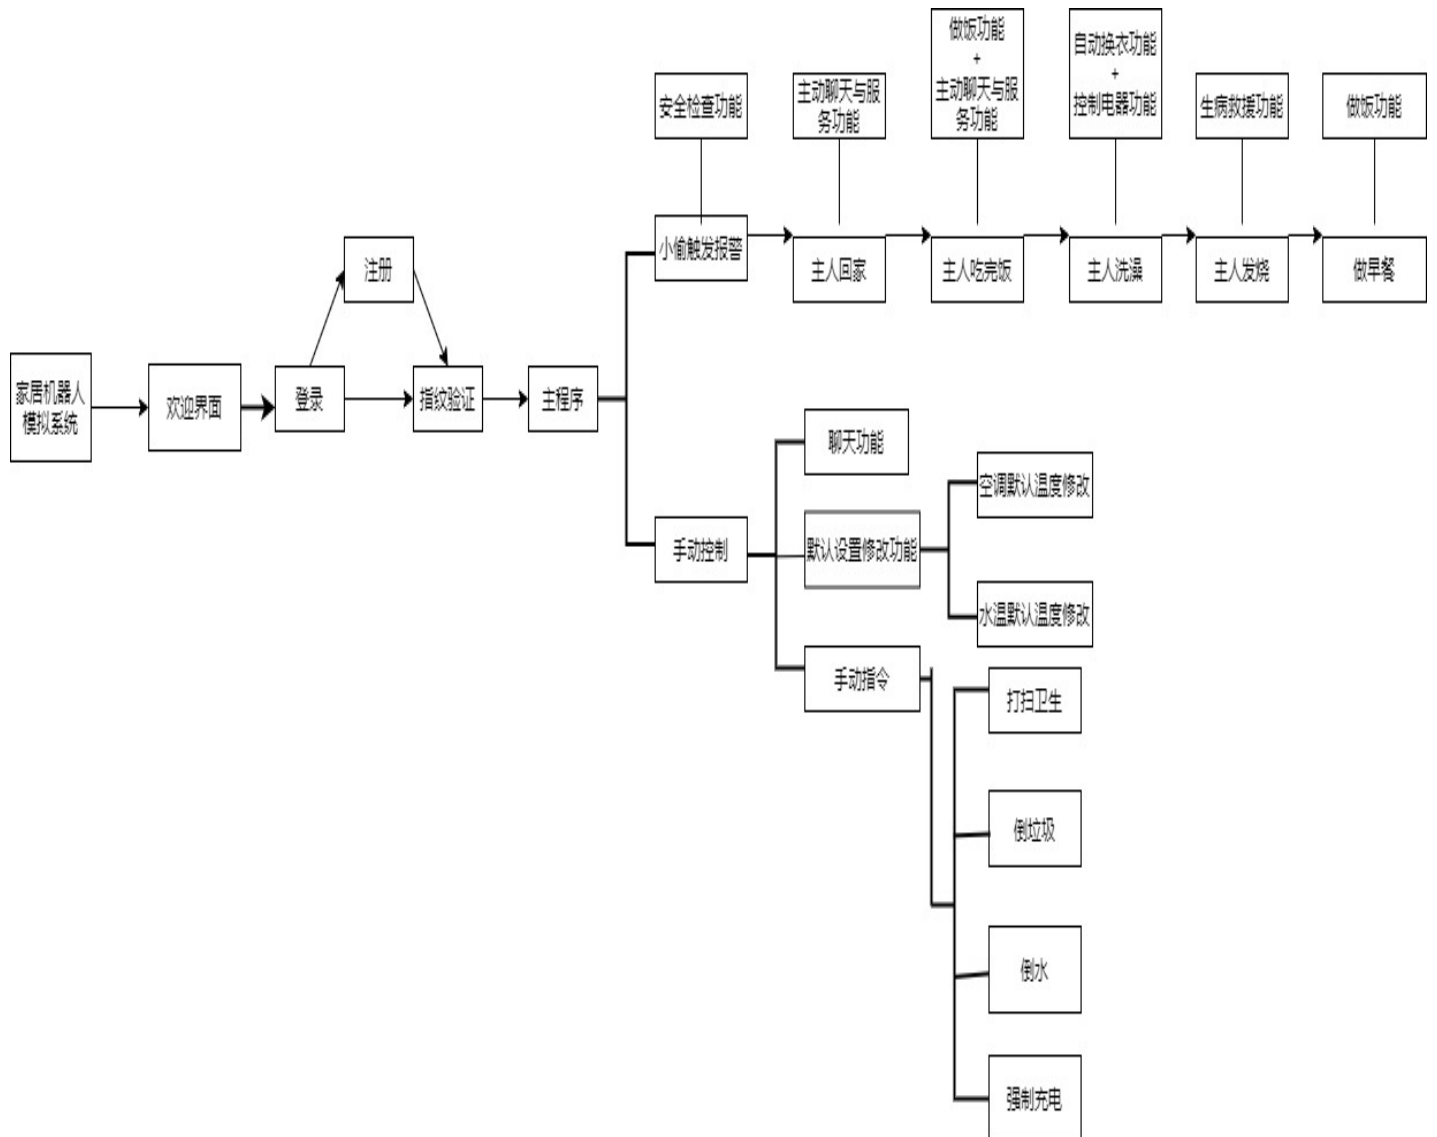 做饭功能
+
主动聊天与服
务功能
自动换衣功能
+
控制电器功能
安全检查功能
主动聊天与服
务功能
生病救援功能
做饭功能
小偷触发报警
主人回家
主人吃完饭
主人洗澡
主人发烧
做早餐
注册
家居机器人
模拟系统
欢迎界面
登录
指纹验证
主程序
聊天功能
空调默认温度修改
手动控制
默认设置修改功能
水温默认温度修改
手动指令
打扫卫生
倒垃圾
倒水
强制充电